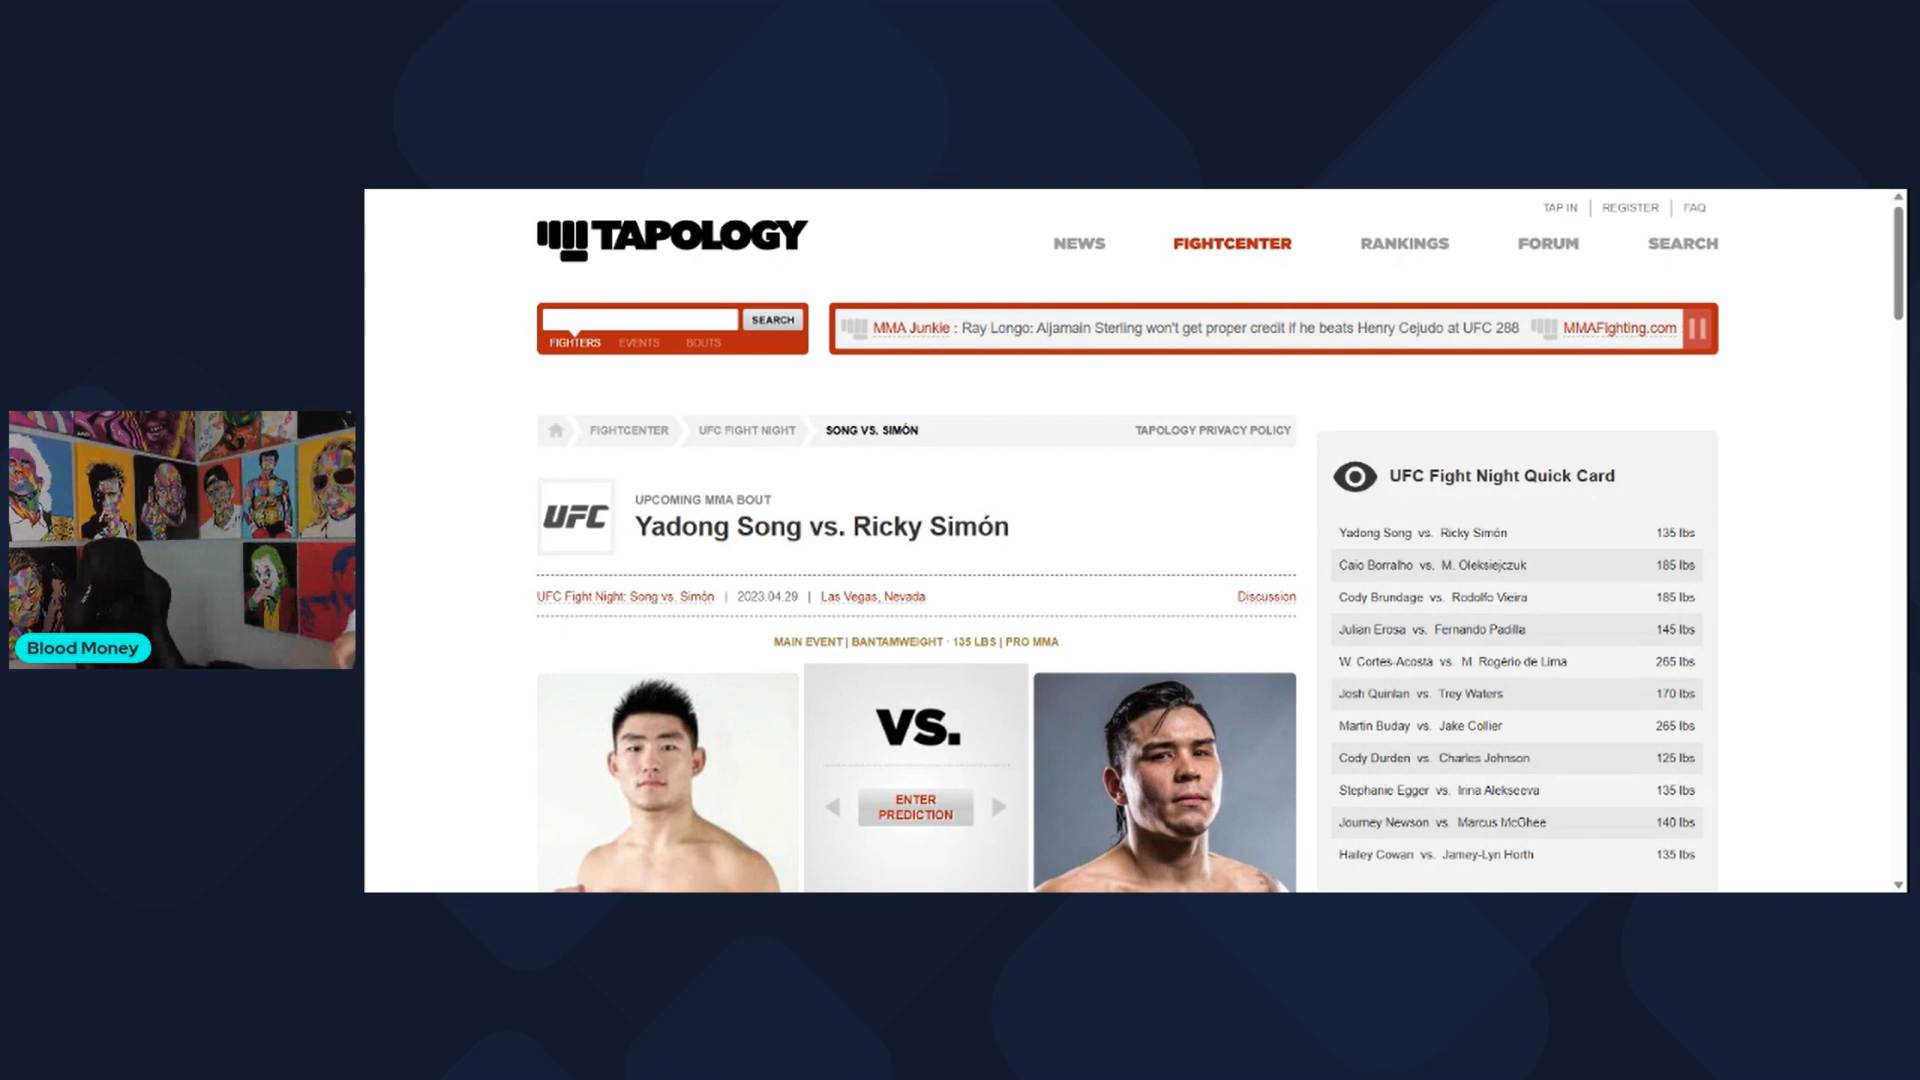 TAP IN | REGISTER | FAQ
TAPOLOGY
NEWS FIGHTCENTER RANKINGS FORUM SEARCH
SEARCH
FIGHTERS EVENTS BOUTS
MMA Junkie : Ray Longo: Aljamain Sterling won't get proper credit if he beats Henry Cejudo at UFC 288 MMAFighting.com
FIGHTCENTER UFC FIGHT NIGHT SONG VS. SIMÓN TAPOLOGY PRIVACY POLICY
UFC
UPCOMING MMA BOUT
Yadong Song vs. Ricky Simón
UFC Fight Night: Song vs. Simón | 2023.04.29 | Las Vegas, Nevada Discussion
MAIN EVENT | BANTAMWEIGHT · 135 LBS | PRO MMA
VS.
ENTER
PREDICTION
UFC Fight Night Quick Card
Yadong Song vs. Ricky Simón 135 lbs
Caio Borralho vs. M. Oleksiejczuk 185 lbs
Cody Brundage vs. Rodolfo Vieira 185 lbs
Julian Erosa vs. Fernando Padilla 145 lbs
W. Cortes-Acosta vs. M. Rogério de Lima 265 lbs
Josh Quinlan vs. Trey Waters 170 lbs
Martin Buday vs. Jake Collier 265 lbs
Cody Durden vs. Charles Johnson 125 lbs
Stephanie Egger vs. Irina Alekseeva 135 lbs
Journey Newson vs. Marcus McGhee 140 lbs
Hailey Cowan vs. Jamey-Lyn Horth 135 lbs
Blood Money